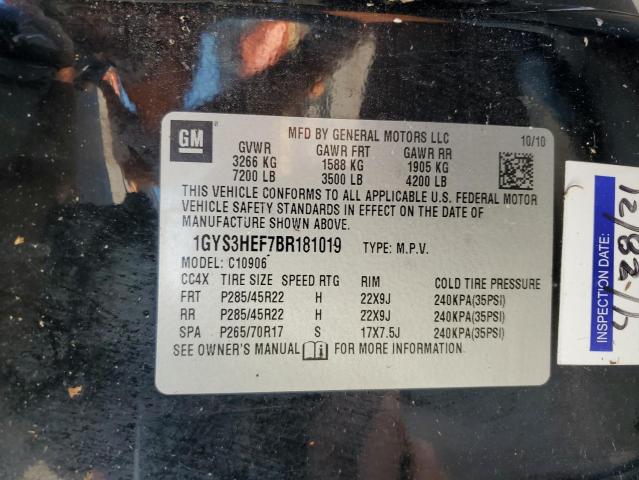 GM
MFD BY GENERAL MOTORS LLC 10/10
GVWR GAWR FRT GAWR RR
3266 KG 1588 KG 1905 KG
7200 LB 3500 LB 4200 LB
THIS VEHICLE CONFORMS TO ALL APPLICABLE U.S. FEDERAL MOTOR
VEHICLE SAFETY STANDARDS IN EFFECT ON THE DATE OF
MANUFACTURE SHOWN ABOVE.
1GYS3HEF7BR181019 TYPE: M.P.V.
MODEL: C10906
CC4X TIRE SIZE SPEED RTG RIM COLD TIRE PRESSURE
FRT P285/45R22 H 22X9J 240KPA(35PSI)
RR P285/45R22 H 22X9J 240KPA(35PSI)
SPA P265/70R17 S 17X7.5J 240KPA(35PSI)
SEE OWNER'S MANUAL FOR MORE INFORMATION.
INSPECTION DATE: